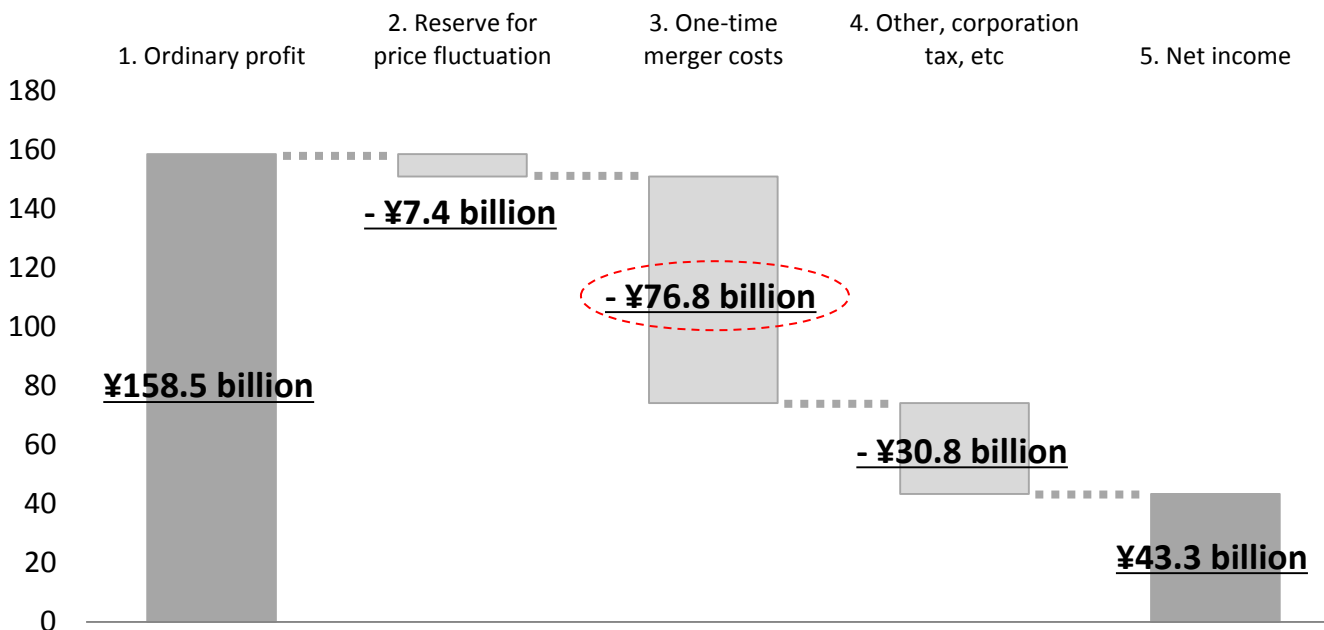 1. Ordinary profit
2. Reserve for
price fluctuation
3. One-time
merger costs
4. Other, corporation
tax, etc
5. Net income
180
160
140
120
100
80
60
40
20
0
¥158.5 billion
- ¥7.4 billion
- ¥76.8 billion
- ¥30.8 billion
¥43.3 billion